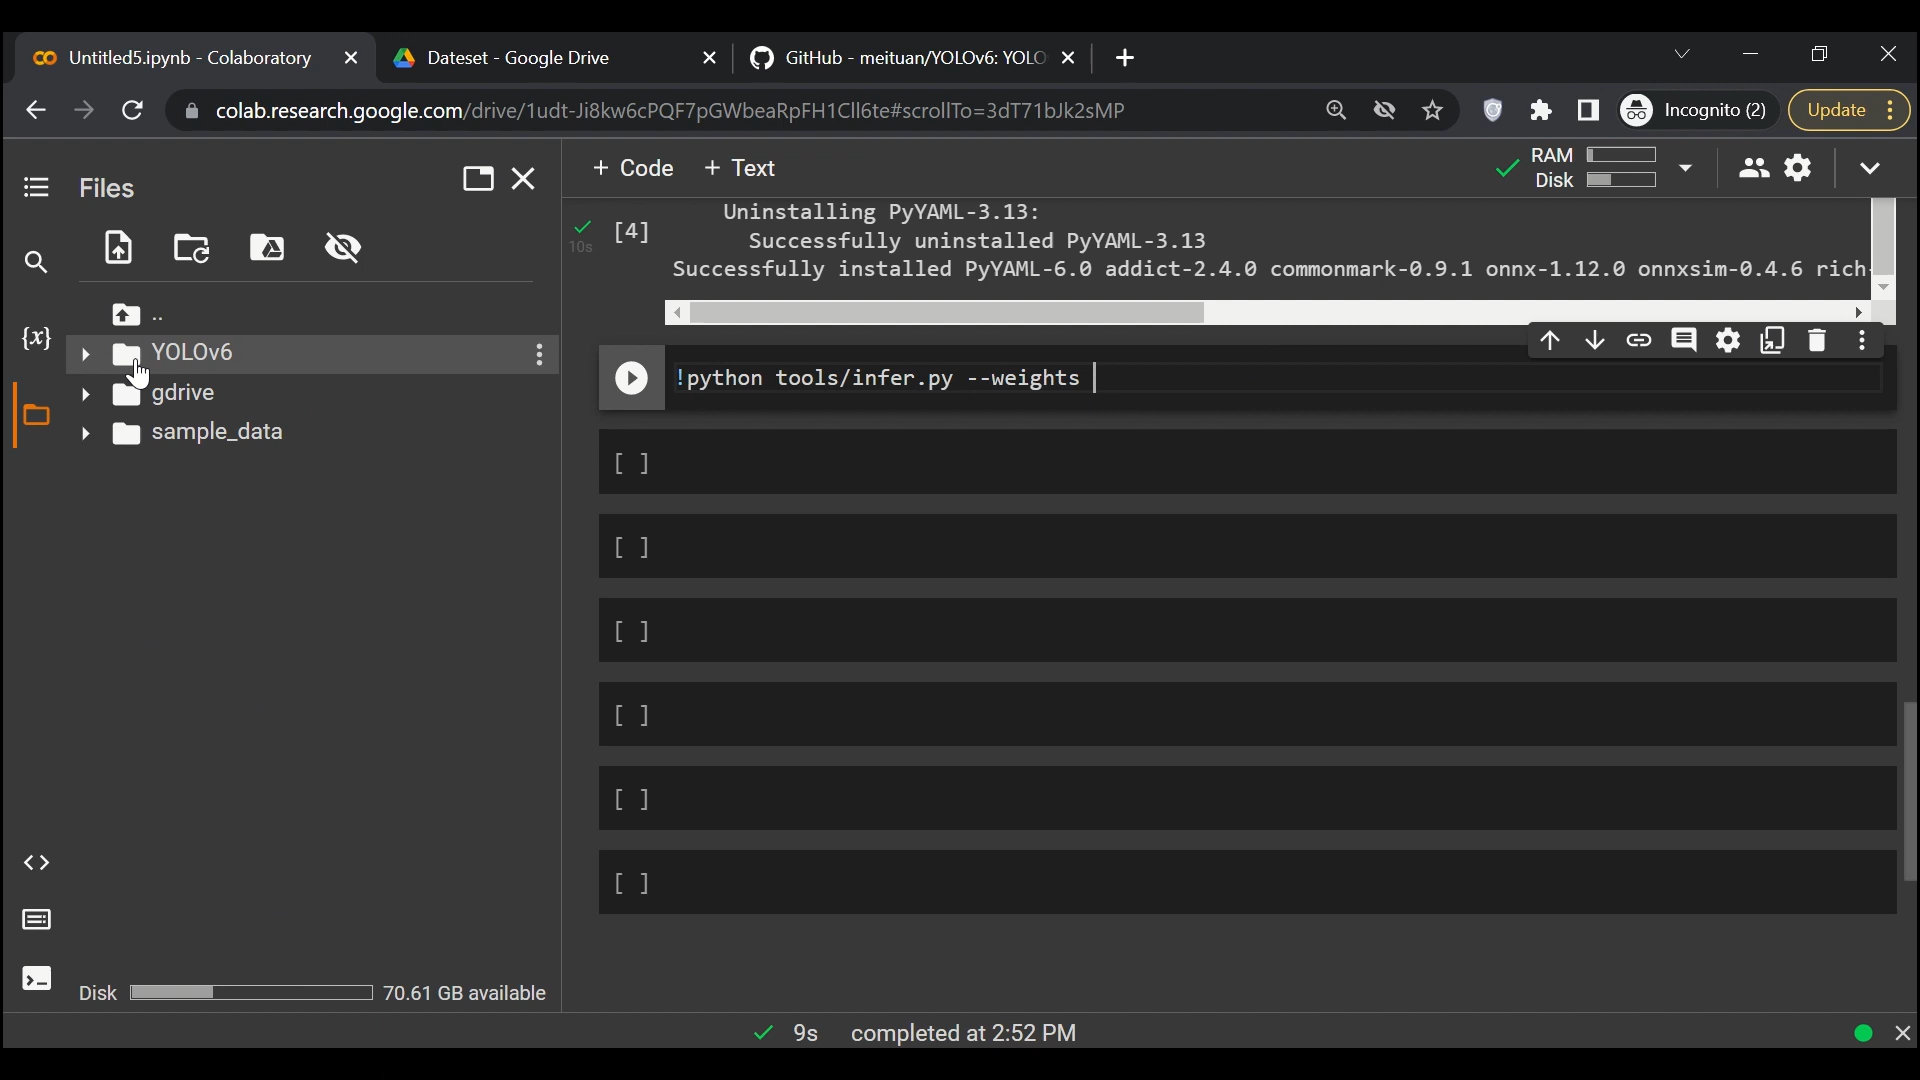 Untitled5.ipynb - Colaboratory
Dateset - Google Drive
GitHub - meituan/YOLOv6: YOLO
colab.research.google.com/drive/1udt-Ji8kw6cPQF7pGWbeaRpFH1Cll6te#scrollTo=3dT71bJk2sMP
Incognito (2)
Update
Files
+ Code
+ Text
RAM
Disk
{x}
..
YOLOv6
gdrive
sample_data
10s
[4]
Uninstalling PyYAML-3.13:
Successfully uninstalled PyYAML-3.13
Successfully installed PyYAML-6.0 addict-2.4.0 commonmark-0.9.1 onnx-1.12.0 onnxsim-0.4.6 rich-
!python tools/infer.py --weights
[ ]
[ ]
[ ]
[ ]
[ ]
[ ]
Disk
70.61 GB available
9s completed at 2:52 PM